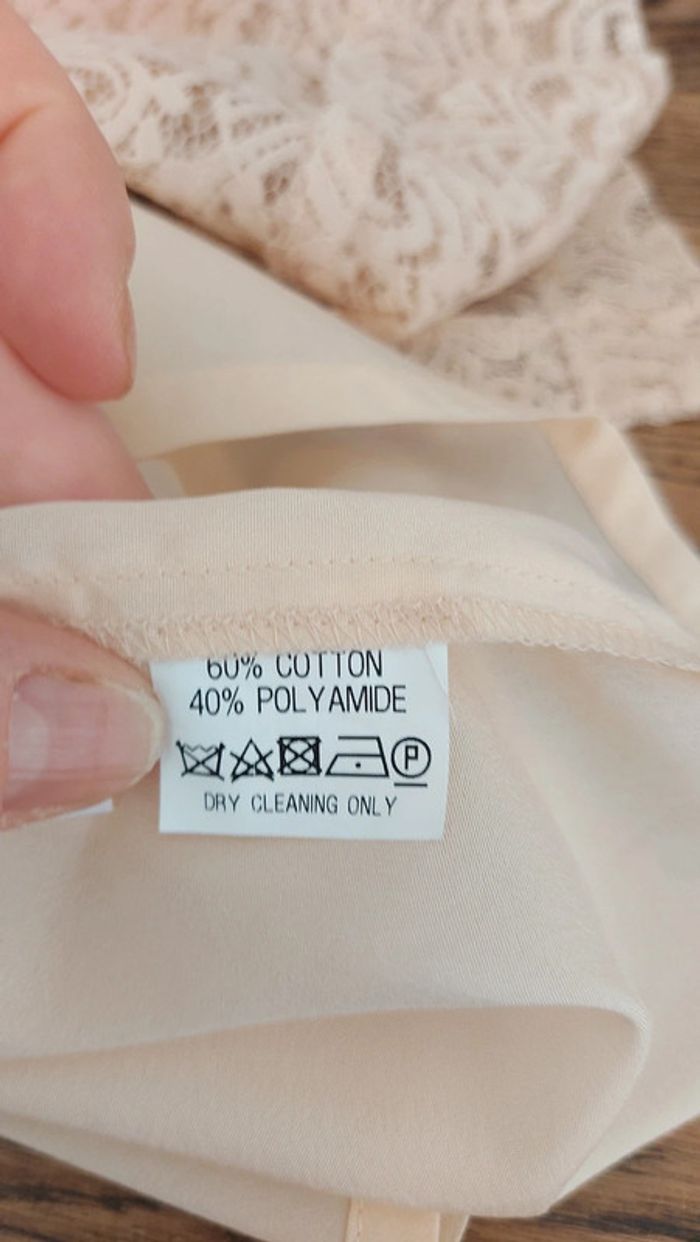 60% COTTON
40% POLYAMIDE
P
DRY CLEANING ONLY